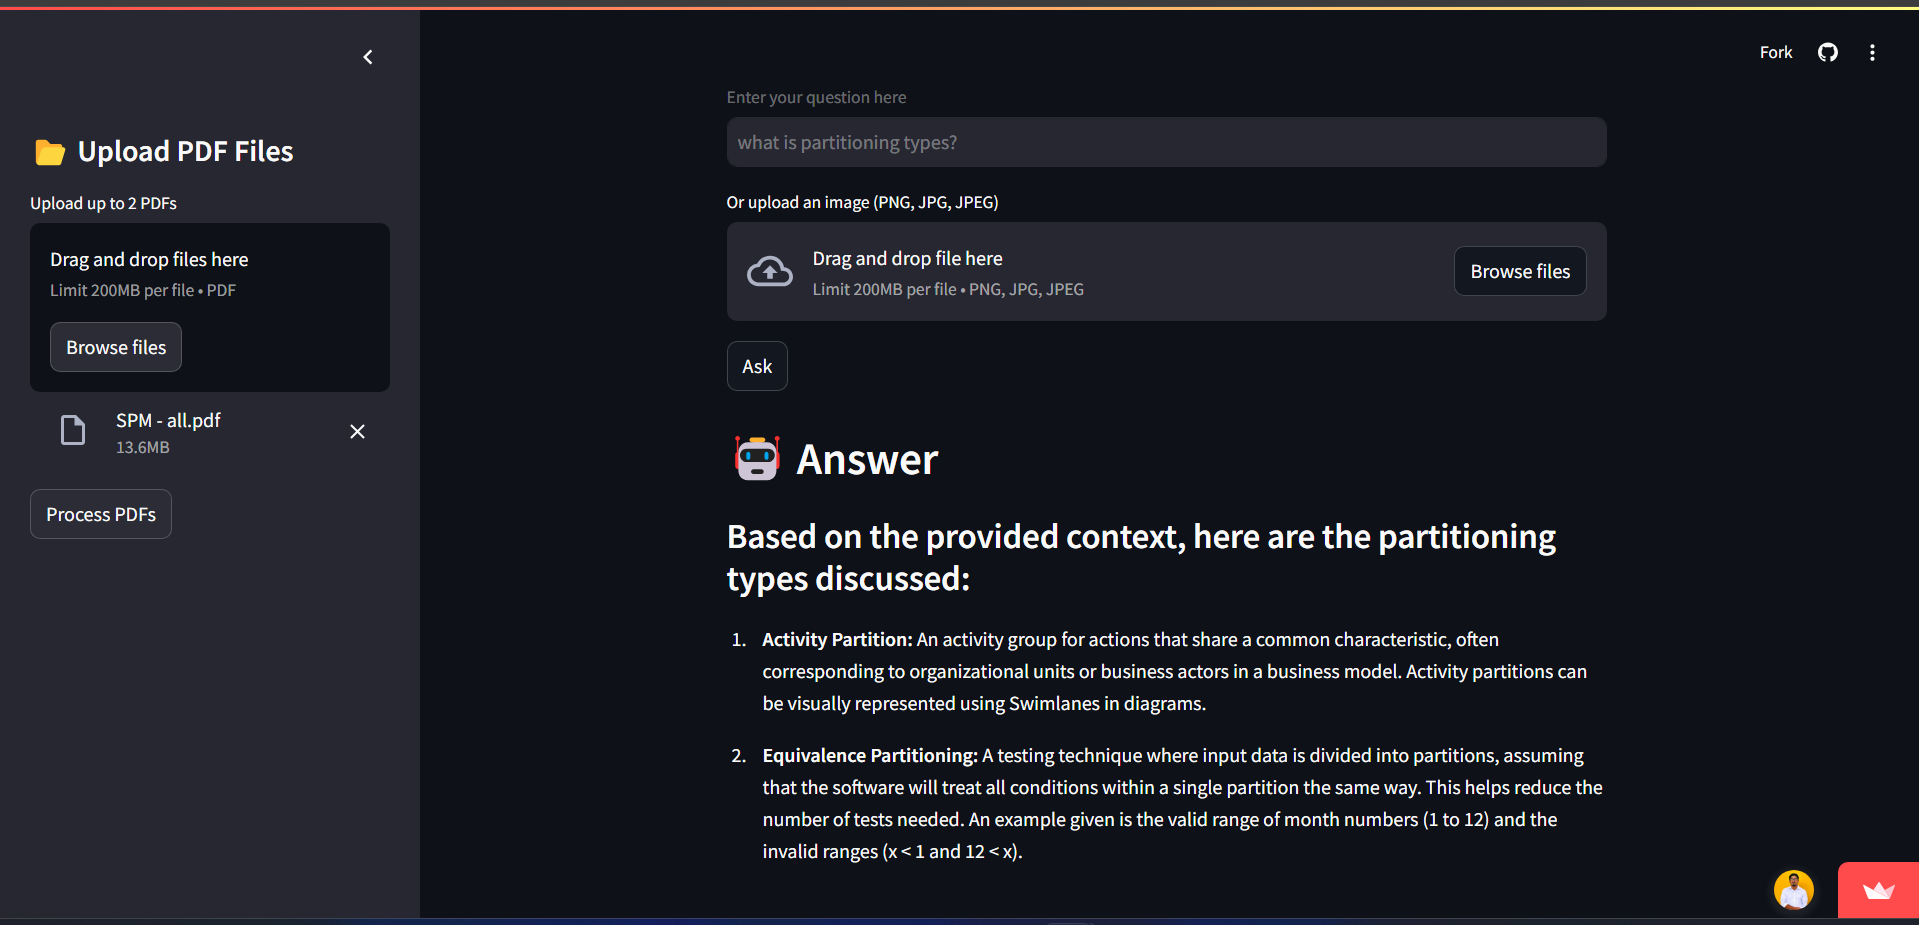 Fork
📂 Upload PDF Files
Upload up to 2 PDFs
Drag and drop files here
Limit 200MB per file • PDF
Browse files
SPM - all.pdf
13.6MB
Process PDFs
Enter your question here
what is partitioning types?
Or upload an image (PNG, JPG, JPEG)
Drag and drop file here
Limit 200MB per file • PNG, JPG, JPEG
Browse files
Ask
🤖 Answer
Based on the provided context, here are the partitioning
types discussed:
1. Activity Partition: An activity group for actions that share a common characteristic, often
corresponding to organizational units or business actors in a business model. Activity partitions can
be visually represented using Swimlanes in diagrams.
2. Equivalence Partitioning: A testing technique where input data is divided into partitions, assuming
that the software will treat all conditions within a single partition the same way. This helps reduce the
number of tests needed. An example given is the valid range of month numbers (1 to 12) and the
invalid ranges (x < 1 and 12 < x).